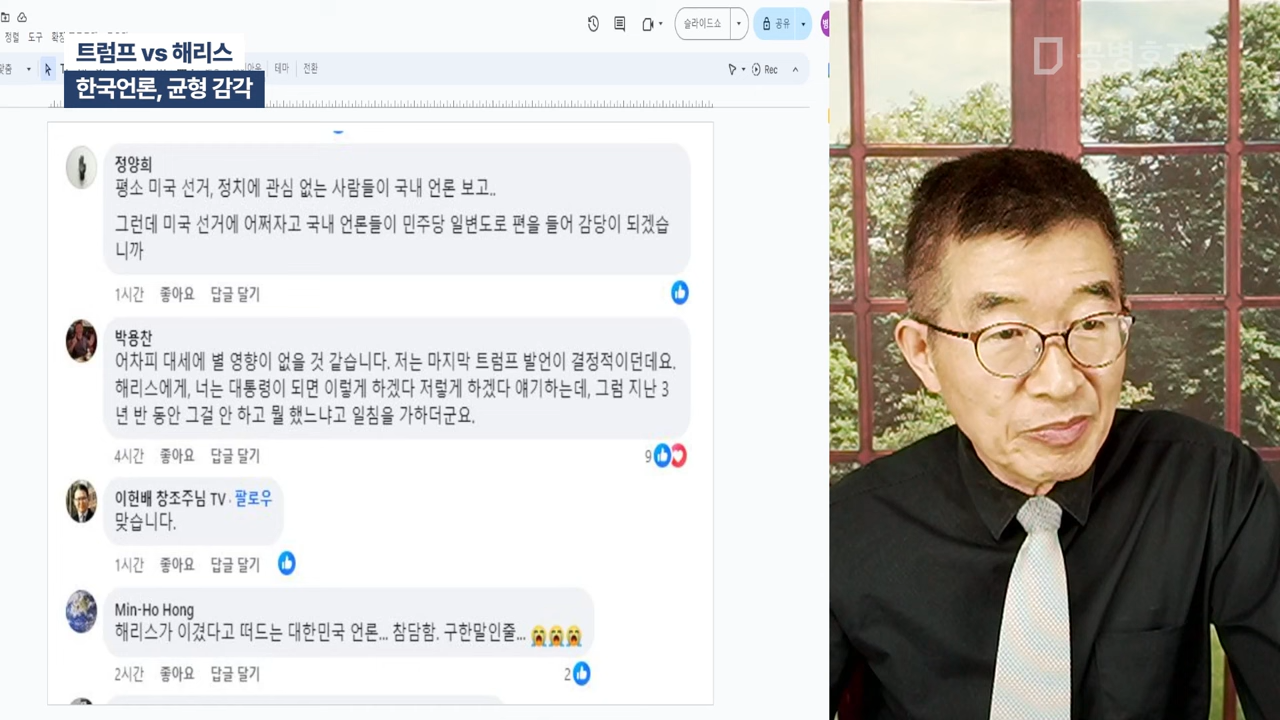 정렬 도구
슬라이드쇼
공유
트럼프 vs 해리스
한국언론, 균형 감각
테마 전환
Rec
정양희
평소 미국 선거, 정치에 관심 없는 사람들이 국내 언론 보고..
그런데 미국 선거에 어쩌자고 국내 언론들이 민주당 일변도로 편을 들어 감당이 되겠습
니까
1시간 좋아요 답글 달기
박용찬
어차피 대세에 별 영향이 없을 것 같습니다. 저는 마지막 트럼프 발언이 결정적이던데요.
해리스에게, 너는 대통령이 되면 이렇게 하겠다 저렇게 하겠다 얘기하는데, 그럼 지난 3
년 반 동안 그걸 안 하고 뭘 했느냐고 일침을 가하더군요.
4시간 좋아요 답글 달기 9
이헌배 창조주님 TV · 팔로우
맞습니다.
1시간 좋아요 답글 달기
Min-Ho Hong
해리스가 이겼다고 떠드는 대한민국 언론... 참담함. 구한말인줄... 😭😭😭
2시간 좋아요 답글 달기 2